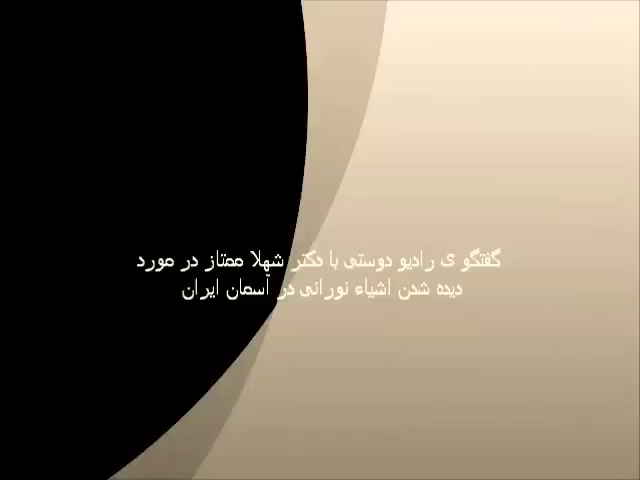 گفتگو ی رادیو دوستی با دکتر شهلا ممتاز در مورد
دیده شدن اشیاء نورانی در آسمان ایران